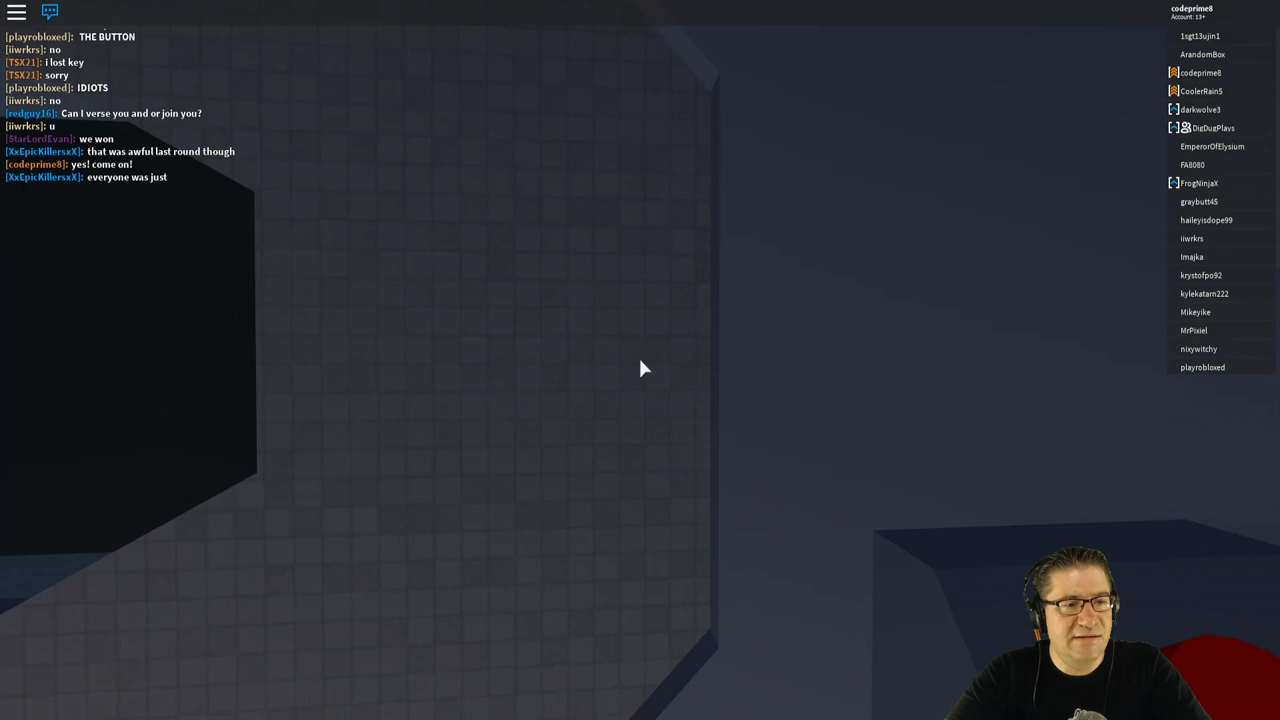 [playrobloxed]: THE BUTTON
[iiwrkrs]: no
[TSX21]: i lost key
[TSX21]: sorry
[playrobloxed]: IDIOTS
[iiwrkrs]: no
[redguy16]: Can I verse you and or join you?
[iiwrkrs]: u
[StarLordEvan]: we won
[XxEpicKillersxX]: that was awful last round though
[codeprime8]: yes! come on!
[XxEpicKillersxX]: everyone was just
codeprime8
Account: 13+
1sgt13ujin1
ArandomBox
codeprime8
CoolerRain5
darkwolve3
DigDugPlays
EmperorOfElysium
FA8080
FrogNinjaX
graybutt45
haileyisdope99
iiwrkrs
Imajka
krystofpo92
kylekatarn222
Mikeyike
MrPixiel
nixywitchy
playrobloxed